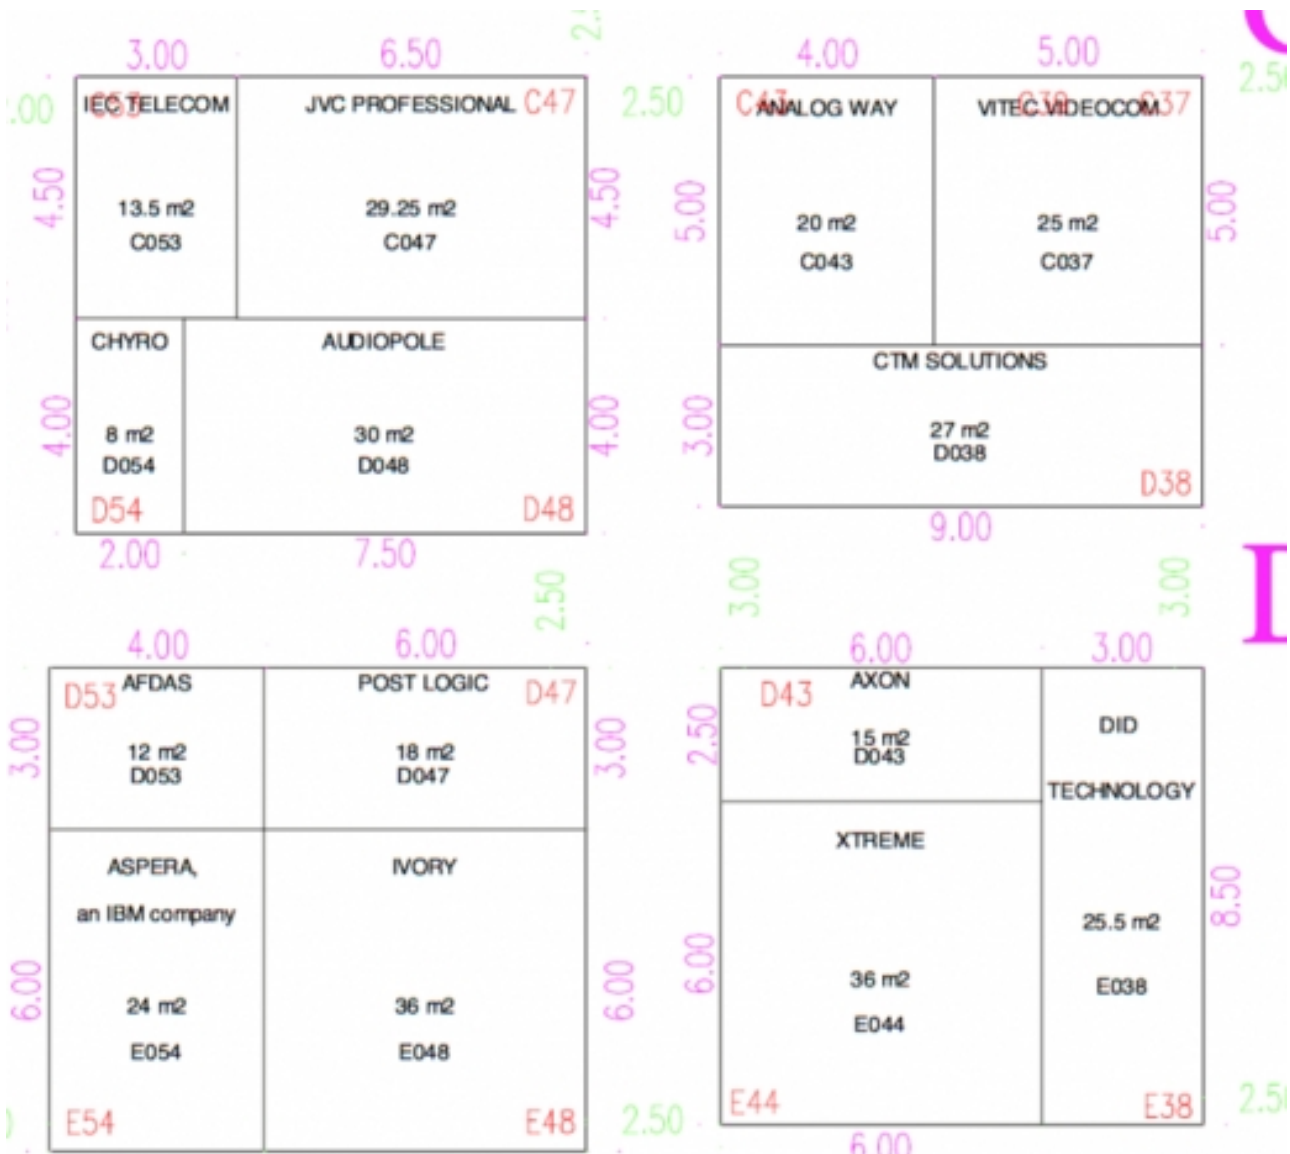 3.00 6.50
IEC TELECOM
C53
JVC PROFESSIONAL C47
4.50
13.5 m2
C053
29.25 m2
C047
4.50
CHYRO
AUDIOPOLE
4.00
8 m2
D054
30 m2
D048
4.00
D54
D48
2.00 7.50
4.00 5.00
2.50
C43
ANALOG WAY
VITEC VIDEOCOM
C38
C37
5.00
20 m2
C043
25 m2
C037
5.00
CTM SOLUTIONS
3.00
27 m2
D038
D38
9.00
2.50
3.00
3.00
4.00 6.00
D53 AFDAS
POST LOGIC D47
3.00
12 m2
D053
18 m2
D047
3.00
ASPERA,
an IBM company
IVORY
6.00
24 m2
E054
36 m2
E048
6.00
E54
E48
2.50
6.00 3.00
D43
AXON
2.50
15 m2
D043
DID
TECHNOLOGY
XTREME
6.00
36 m2
E044
25.5 m2
E038
8.50
E44
E38
6.00